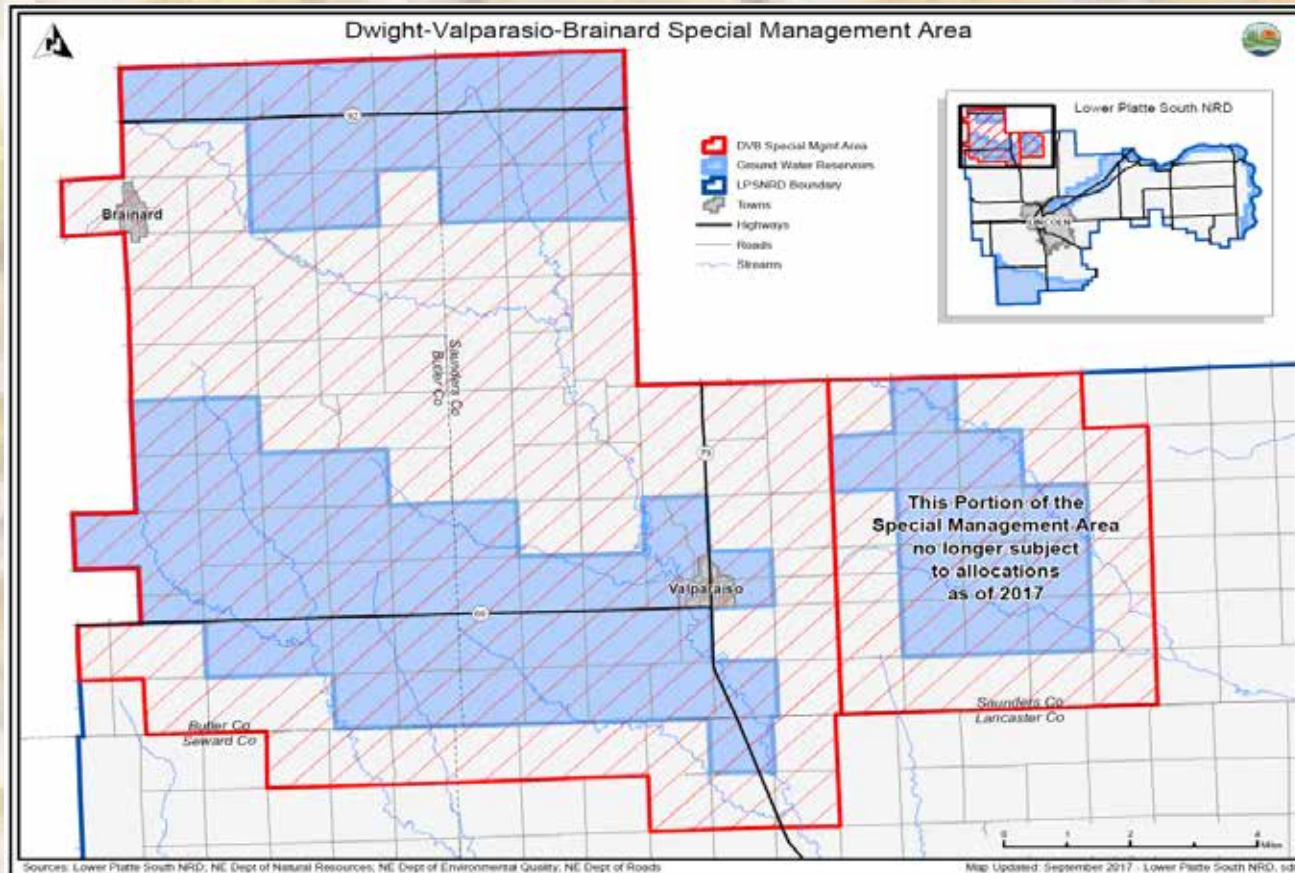 Dwight-Valparasio-Brainard Special Management Area
Lower Platte South NRD
DVB Special Mgmt Area
Ground Water Reservoirs
LPSNRD Boundary
Towns
Highways
Roads
Streams
LINCOLN
92
Brainard
Saunders Co
Butler Co
79
This Portion of the
Special Management Area
no longer subject
to allocations
as of 2017
Valparaiso
66
Saunders Co
Lancaster Co
Butler Co
Seward Co
0 1 2 4
Miles
Sources: Lower Platte South NRD; NE Dept of Natural Resources; NE Dept of Environmental Quality; NE Dept of Roads
Map Updated: September 2017 - Lower Platte South NRD, sdr